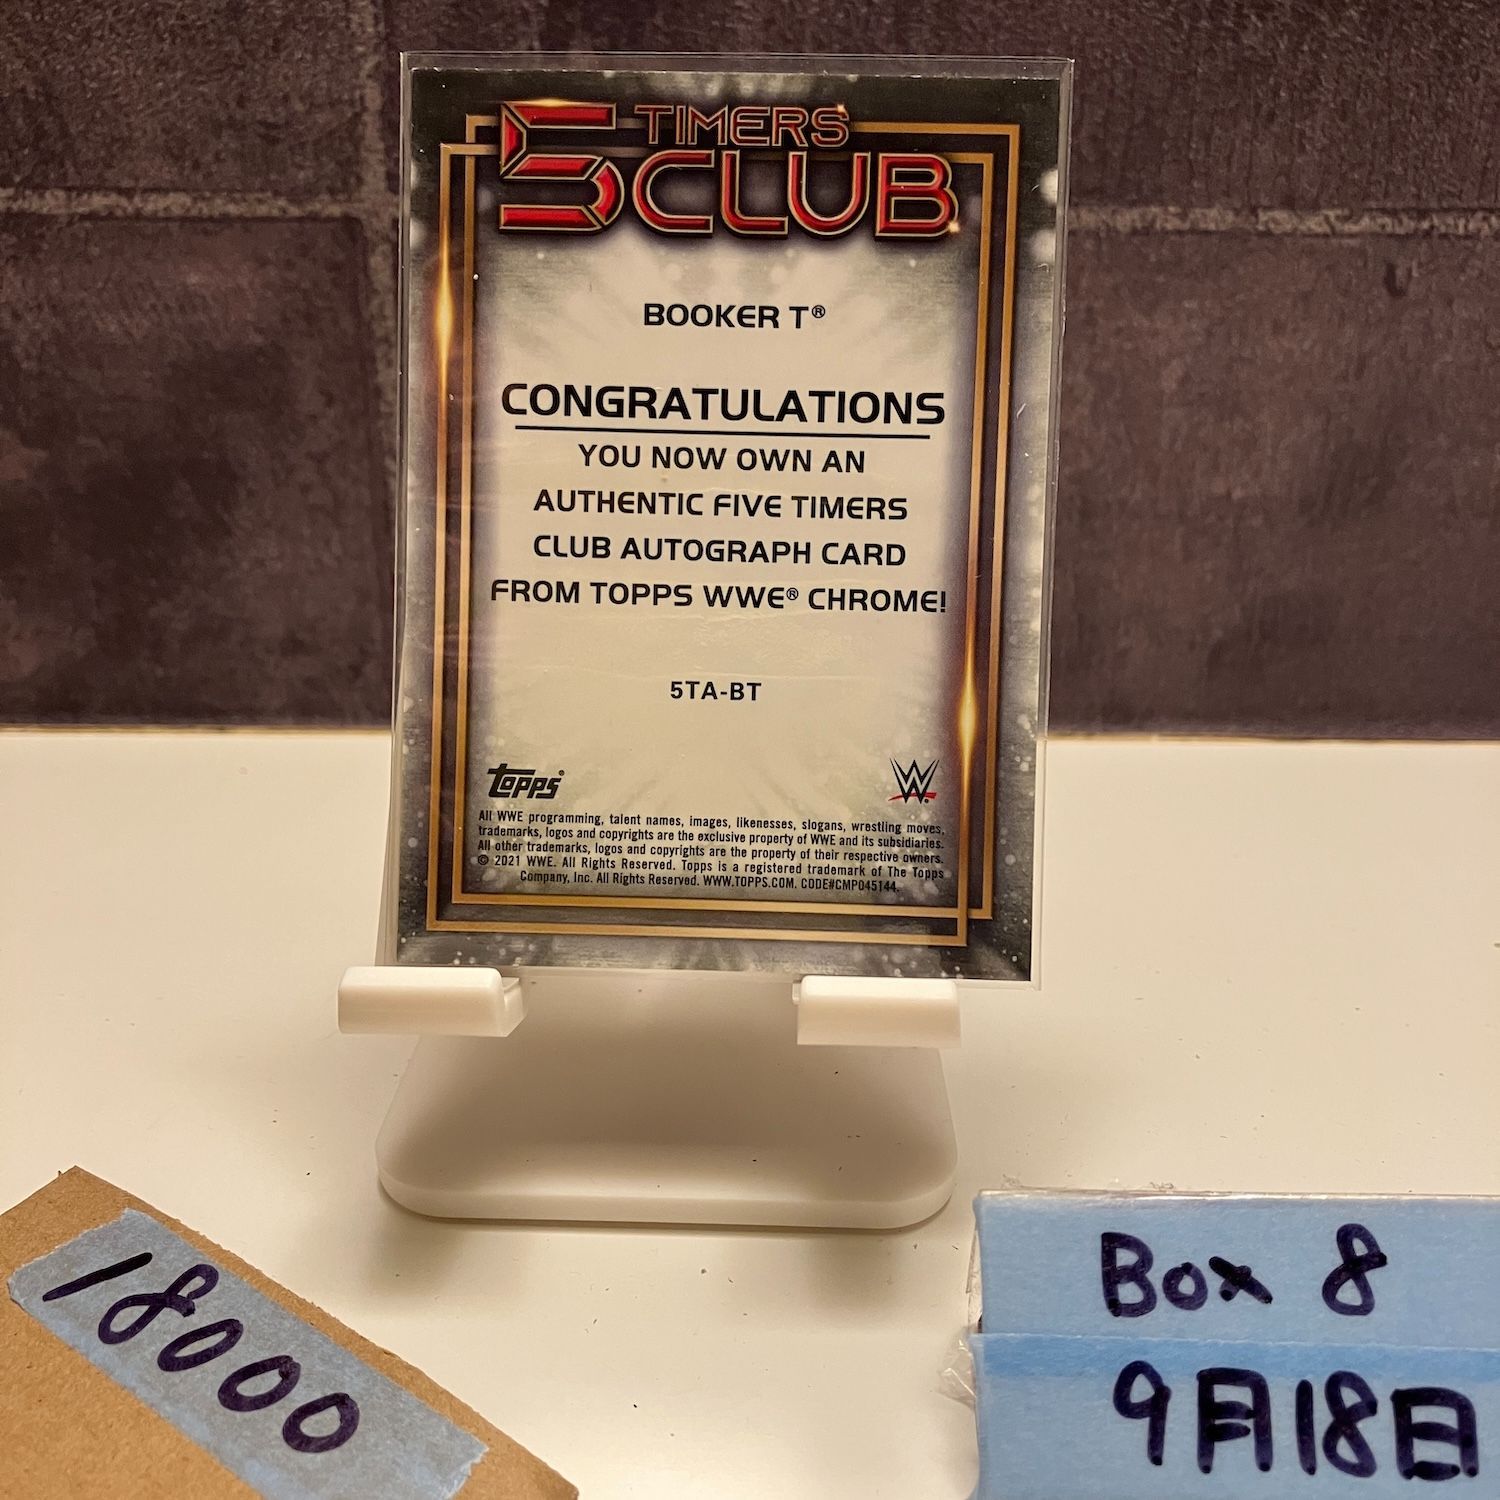 5 TIMERS
CLUB
BOOKER T®
CONGRATULATIONS
YOU NOW OWN AN
AUTHENTIC FIVE TIMERS
CLUB AUTOGRAPH CARD
FROM TOPPS WWE® CHROME!
5TA-BT
Topps®
W
All WWE programming, talent names, images, likenesses, slogans, wrestling moves,
trademarks, logos and copyrights are the exclusive property of WWE and its subsidiaries.
All other trademarks, logos and copyrights are the property of their respective owners.
© 2021 WWE. All Rights Reserved. Topps is a registered trademark of The Topps
Company, Inc. All Rights Reserved. WWW.TOPPS.COM. CODE#CMP045144.
18000
Box 8
9月18日